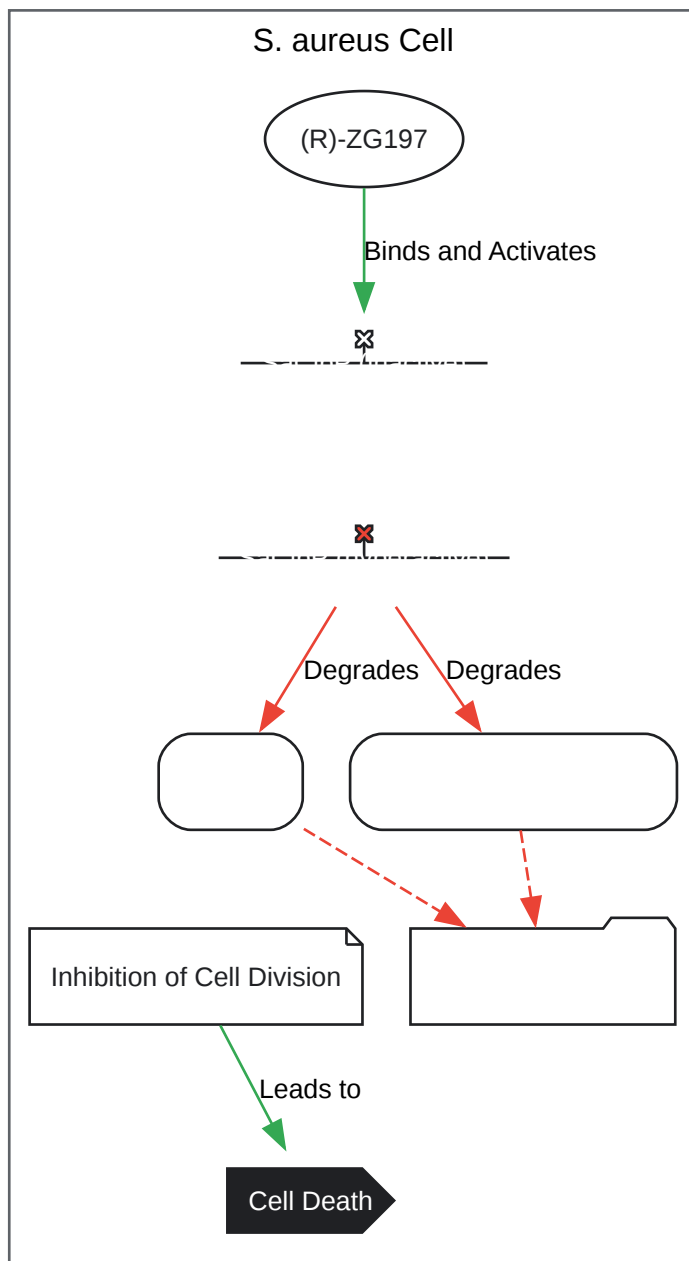 S. aureus Cell
(R)-ZG197
Binds and Activates
Degrades
Degrades
Inhibition of Cell Division
Leads to
Cell Death